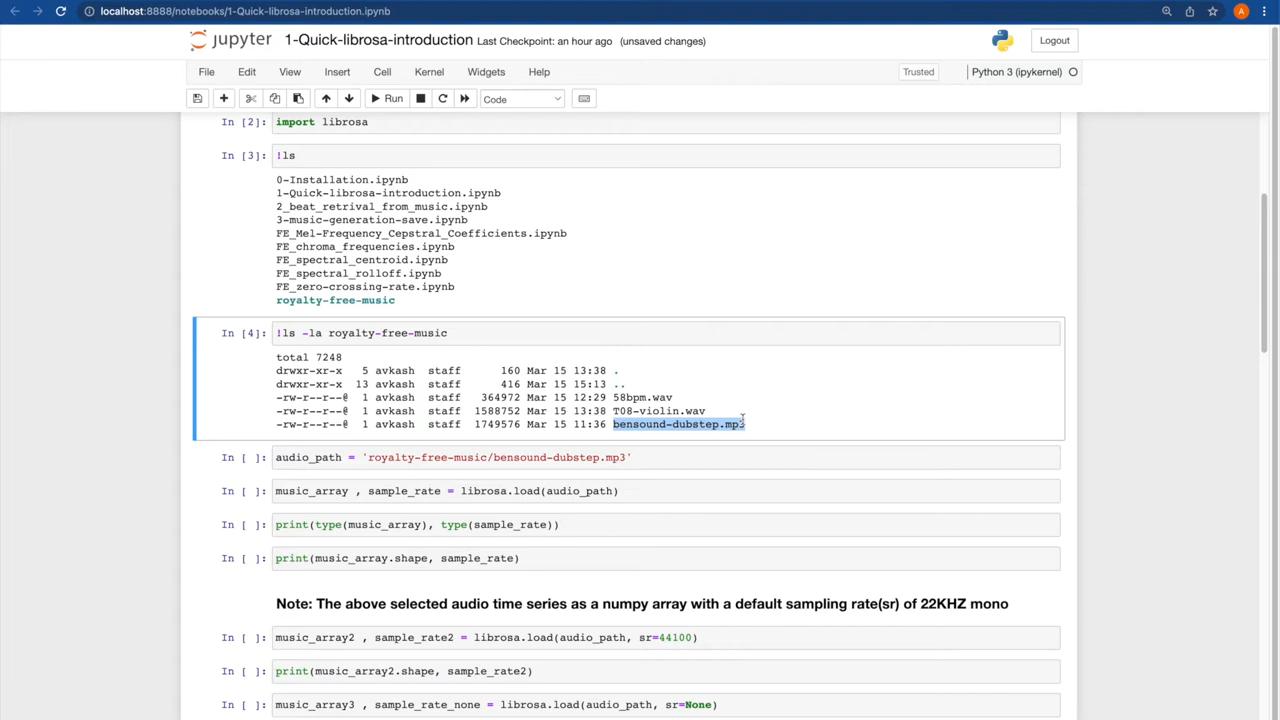 localhost:8888/notebooks/1-Quick-librosa-introduction.ipynb
A
jupyter 1-Quick-librosa-introduction Last Checkpoint: an hour ago (unsaved changes)
Logout
File Edit View Insert Cell Kernel Widgets Help
Trusted
Python 3 (ipykernel)
Run
Code
In [2]: import librosa
In [3]: !ls
0-Installation.ipynb
1-Quick-librosa-introduction.ipynb
2_beat_retrival_from_music.ipynb
3-music-generation-save.ipynb
FE_Mel-Frequency_Cepstral_Coefficients.ipynb
FE_chroma_frequencies.ipynb
FE_spectral_centroid.ipynb
FE_spectral_rolloff.ipynb
FE_zero-crossing-rate.ipynb
royalty-free-music
In [4]: !ls -la royalty-free-music
total 7248
drwxr-xr-x 5 avkash staff 160 Mar 15 13:38 .
drwxr-xr-x 13 avkash staff 416 Mar 15 15:13 ..
-rw-r--r--@ 1 avkash staff 364972 Mar 15 12:29 58bpm.wav
-rw-r--r--@ 1 avkash staff 1588752 Mar 15 13:38 T08-violin.wav
-rw-r--r--@ 1 avkash staff 1749576 Mar 15 11:36 bensound-dubstep.mp3
In [ ]: audio_path = 'royalty-free-music/bensound-dubstep.mp3'
In [ ]: music_array , sample_rate = librosa.load(audio_path)
In [ ]: print(type(music_array), type(sample_rate))
In [ ]: print(music_array.shape, sample_rate)
Note: The above selected audio time series as a numpy array with a default sampling rate(sr) of 22KHZ mono
In [ ]: music_array2 , sample_rate2 = librosa.load(audio_path, sr=44100)
In [ ]: print(music_array2.shape, sample_rate2)
In [ ]: music_array3 , sample_rate_none = librosa.load(audio_path, sr=None)